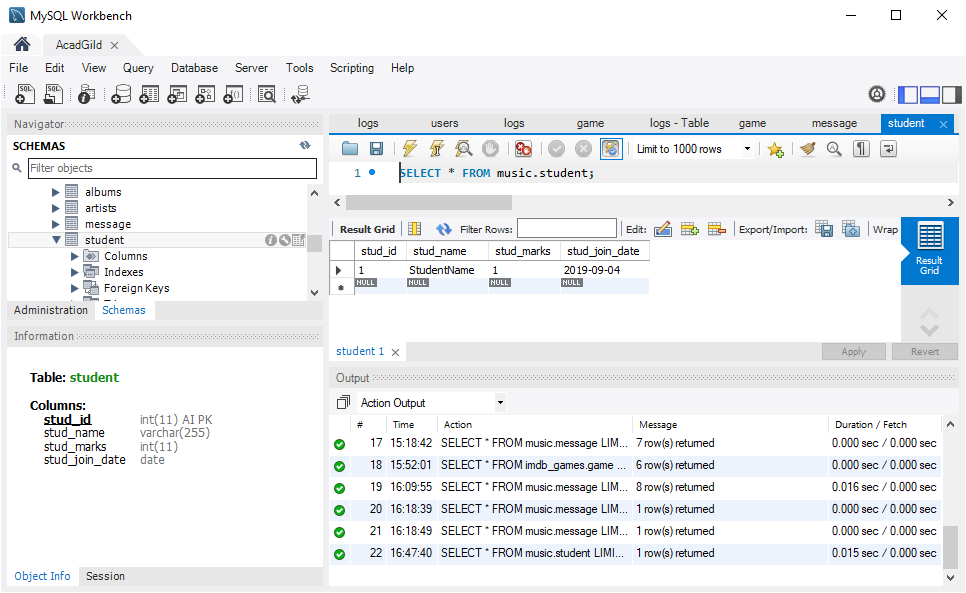 MySQL Workbench
AcadGild
File Edit View Query Database Server Tools Scripting Help
Navigator
SCHEMAS
Filter objects
albums
artists
message
student
Columns
Indexes
Foreign Keys
Administration Schemas
Information
Table: student
Columns:
stud_id int(11) AI PK
stud_name varchar(255)
stud_marks int(11)
stud_join_date date
Object Info Session
logs users logs game logs - Table game message student
Limit to 1000 rows
1 SELECT * FROM music.student;
Result Grid Filter Rows: Edit: Export/Import: Wrap
stud_id stud_name stud_marks stud_join_date
1 StudentName 1 2019-09-04
NULL NULL NULL NULL
Result
Grid
student 1 Apply Revert
Output
Action Output
# Time Action Message Duration / Fetch
17 15:18:42 SELECT * FROM music.message LIM... 7 row(s) returned 0.000 sec / 0.000 sec
18 15:52:01 SELECT * FROM imdb_games.game ... 6 row(s) returned 0.000 sec / 0.000 sec
19 16:09:55 SELECT * FROM music.message LIM... 8 row(s) returned 0.016 sec / 0.000 sec
20 16:18:39 SELECT * FROM music.message LIM... 1 row(s) returned 0.000 sec / 0.000 sec
21 16:18:49 SELECT * FROM music.message LIM... 1 row(s) returned 0.000 sec / 0.000 sec
22 16:47:40 SELECT * FROM music.student LIMI... 1 row(s) returned 0.015 sec / 0.000 sec